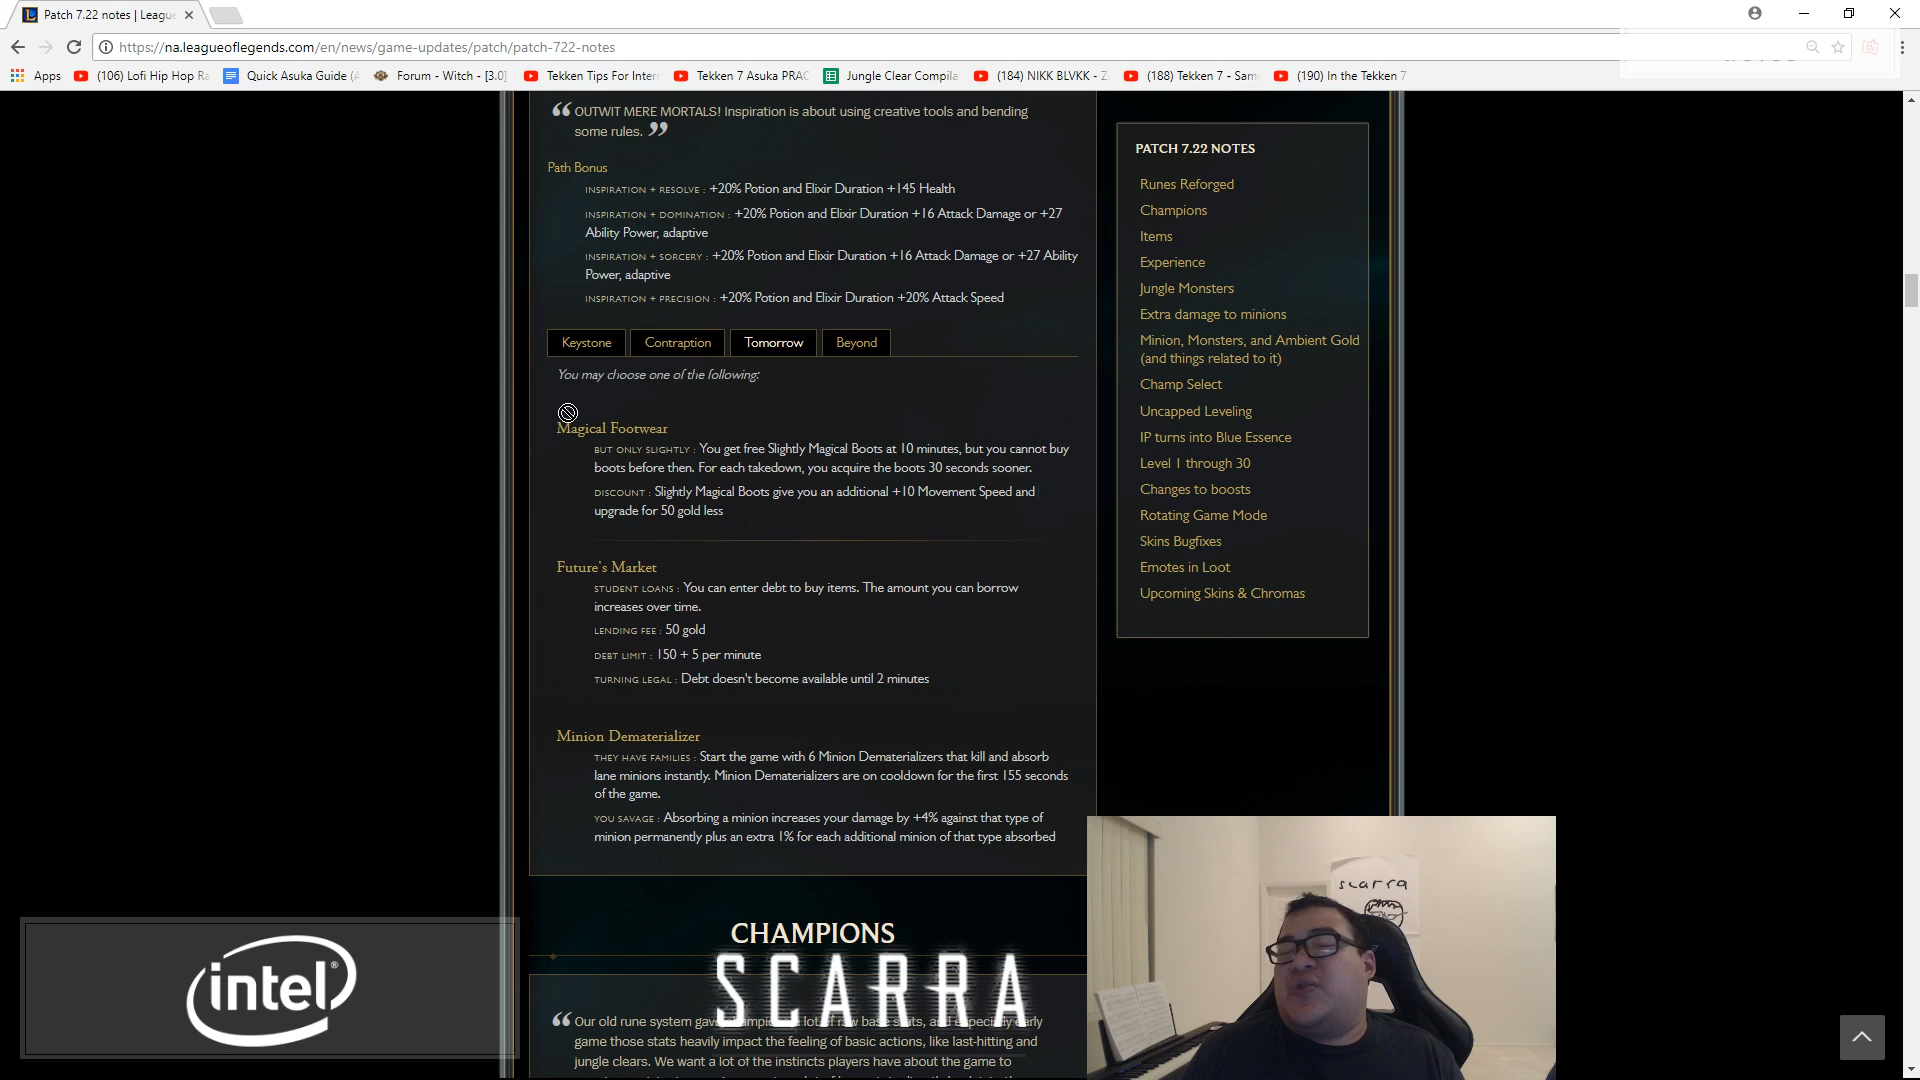 Patch 7.22 notes | Leagu
https://na.leagueoflegends.com/en/news/game-updates/patch/patch-722-notes
Apps (106) Lofi Hip Hop Ra Quick Asuka Guide (A Forum - Witch - [3.0] Tekken Tips For Inter Tekken 7 Asuka PRAC Jungle Clear Compila (184) NIKK BLVKK - Z (188) Tekken 7 - Sam (190) In the Tekken 7
“ OUTWIT MERE MORTALS! Inspiration is about using creative tools and bending
some rules. ”
Path Bonus
INSPIRATION + RESOLVE : +20% Potion and Elixir Duration +145 Health
INSPIRATION + DOMINATION : +20% Potion and Elixir Duration +16 Attack Damage or +27
Ability Power, adaptive
INSPIRATION + SORCERY : +20% Potion and Elixir Duration +16 Attack Damage or +27 Ability
Power, adaptive
INSPIRATION + PRECISION : +20% Potion and Elixir Duration +20% Attack Speed
Keystone Contraption Tomorrow Beyond
You may choose one of the following:
Magical Footwear
BUT ONLY SLIGHTLY : You get free Slightly Magical Boots at 10 minutes, but you cannot buy
boots before then. For each takedown, you acquire the boots 30 seconds sooner.
DISCOUNT : Slightly Magical Boots give you an additional +10 Movement Speed and
upgrade for 50 gold less
Future's Market
STUDENT LOANS : You can enter debt to buy items. The amount you can borrow
increases over time.
LENDING FEE : 50 gold
DEBT LIMIT : 150 + 5 per minute
TURNING LEGAL : Debt doesn't become available until 2 minutes
Minion Dematerializer
THEY HAVE FAMILIES : Start the game with 6 Minion Dematerializers that kill and absorb
lane minions instantly. Minion Dematerializers are on cooldown for the first 155 seconds
of the game.
YOU SAVAGE : Absorbing a minion increases your damage by +4% against that type of
minion permanently plus an extra 1% for each additional minion of that type absorbed
CHAMPIONS
“ Our old rune system gave champions a lot of raw base stats, and especially early
game those stats heavily impact the feeling of basic actions, like last-hitting and
jungle clears. We want a lot of the instincts players have about the game to
PATCH 7.22 NOTES
Runes Reforged
Champions
Items
Experience
Jungle Monsters
Extra damage to minions
Minion, Monsters, and Ambient Gold
(and things related to it)
Champ Select
Uncapped Leveling
IP turns into Blue Essence
Level 1 through 30
Changes to boosts
Rotating Game Mode
Skins Bugfixes
Emotes in Loot
Upcoming Skins & Chromas
intel®
SCARRA
scarra